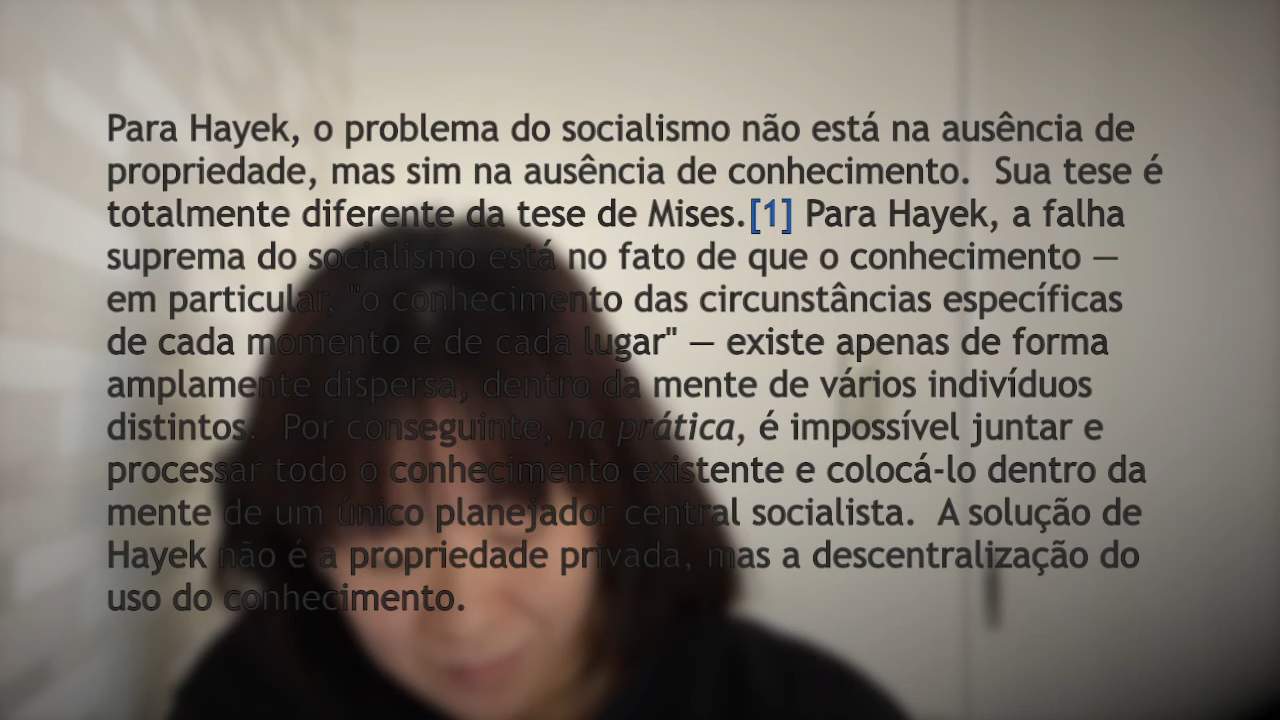 Para Hayek, o problema do socialismo não está na ausência de
propriedade, mas sim na ausência de conhecimento. Sua tese é
totalmente diferente da tese de Mises.[1] Para Hayek, a falha
suprema do socialismo está no fato de que o conhecimento —
em particular, "o conhecimento das circunstâncias específicas
de cada momento e de cada lugar" — existe apenas de forma
amplamente dispersa, dentro da mente de vários indivíduos
distintos. Por conseguinte, na prática, é impossível juntar e
processar todo o conhecimento existente e colocá-lo dentro da
mente de um único planejador central socialista. A solução de
Hayek não é a propriedade privada, mas a descentralização do
uso do conhecimento.